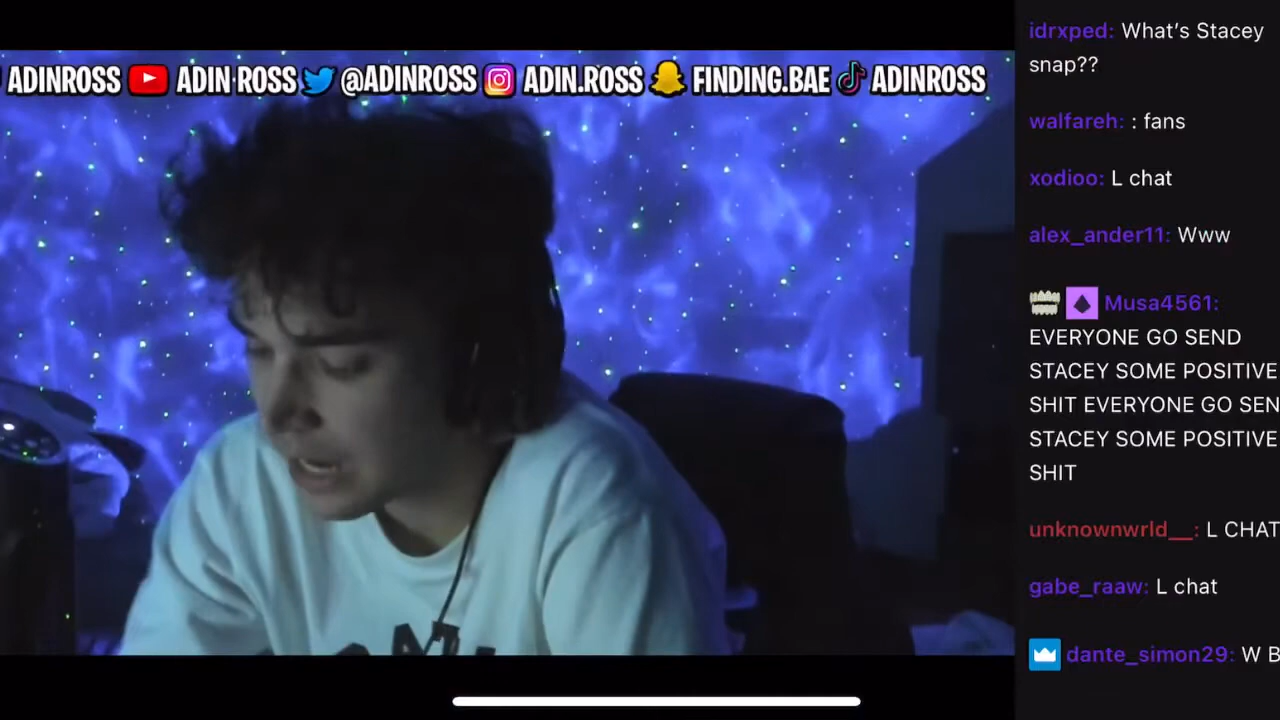 ADINROSS ADIN ROSS @ADINROSS ADIN.ROSS FINDING.BAE ADINROSS
idrxped: What's Stacey
snap??
walfareh: : fans
xodioo: L chat
alex_ander11: Www
Musa4561:
EVERYONE GO SEND
STACEY SOME POSITIVE
SHIT EVERYONE GO SEN
STACEY SOME POSITIVE
SHIT
unknownwrld__: L CHAT
gabe_raaw: L chat
dante_simon29: W B